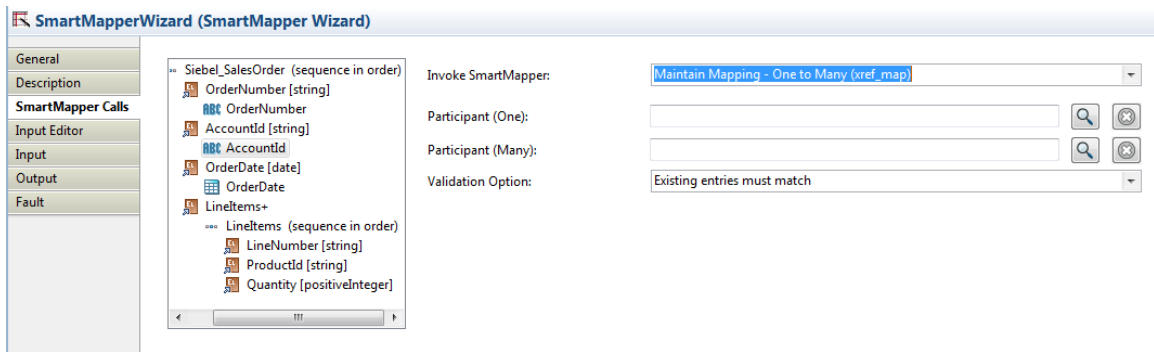 SmartMapperWizard (SmartMapper Wizard)
General
Description
SmartMapper Calls
Input Editor
Input
Output
Fault
Siebel_SalesOrder (sequence in order)
OrderNumber [string]
ABC OrderNumber
AccountId [string]
ABC AccountId
OrderDate [date]
OrderDate
LineItems+
LineItems (sequence in order)
LineNumber [string]
ProductId [string]
Quantity [positiveInteger]
Invoke SmartMapper: Maintain Mapping - One to Many (xref_map)
Participant (One):
Participant (Many):
Validation Option: Existing entries must match